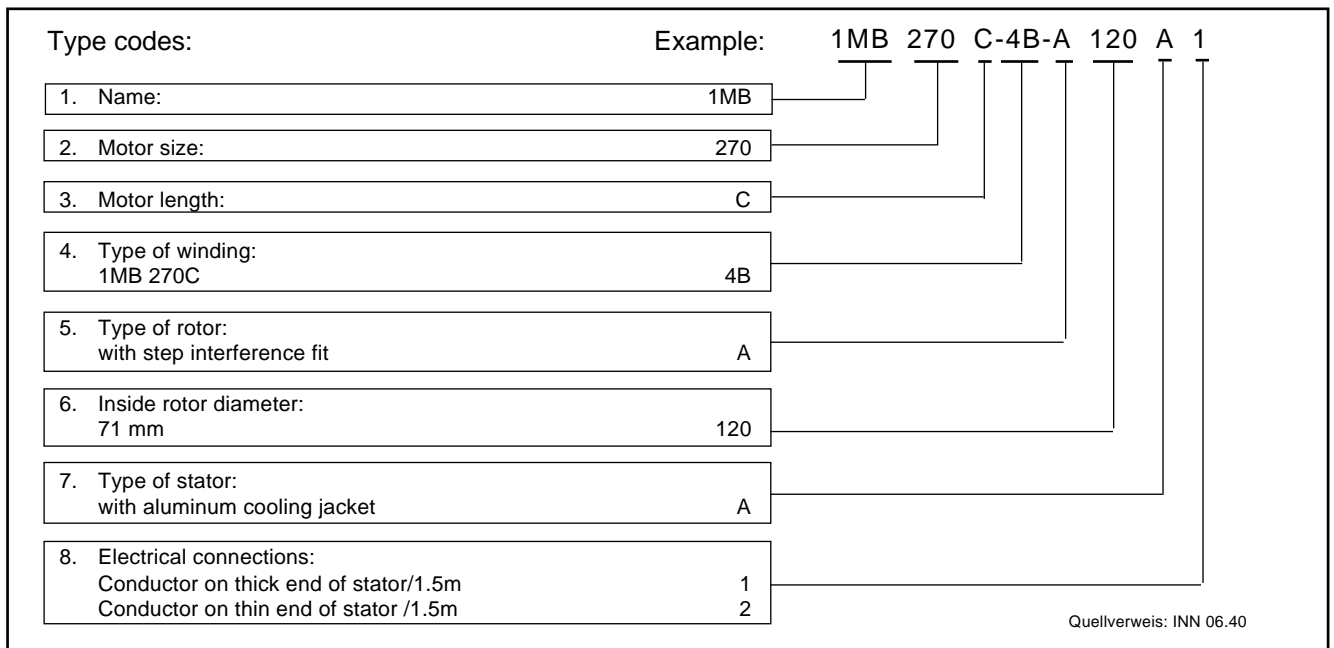 Type codes: Example: 1MB 270 C-4B-A 120 A 1
1. Name: 1MB
2. Motor size: 270
3. Motor length: C
4. Type of winding:
1MB 270C 4B
5. Type of rotor:
with step interference fit A
6. Inside rotor diameter:
71 mm 120
7. Type of stator:
with aluminum cooling jacket A
8. Electrical connections:
Conductor on thick end of stator/1.5m 1
Conductor on thin end of stator /1.5m 2
Quellverweis: INN 06.40